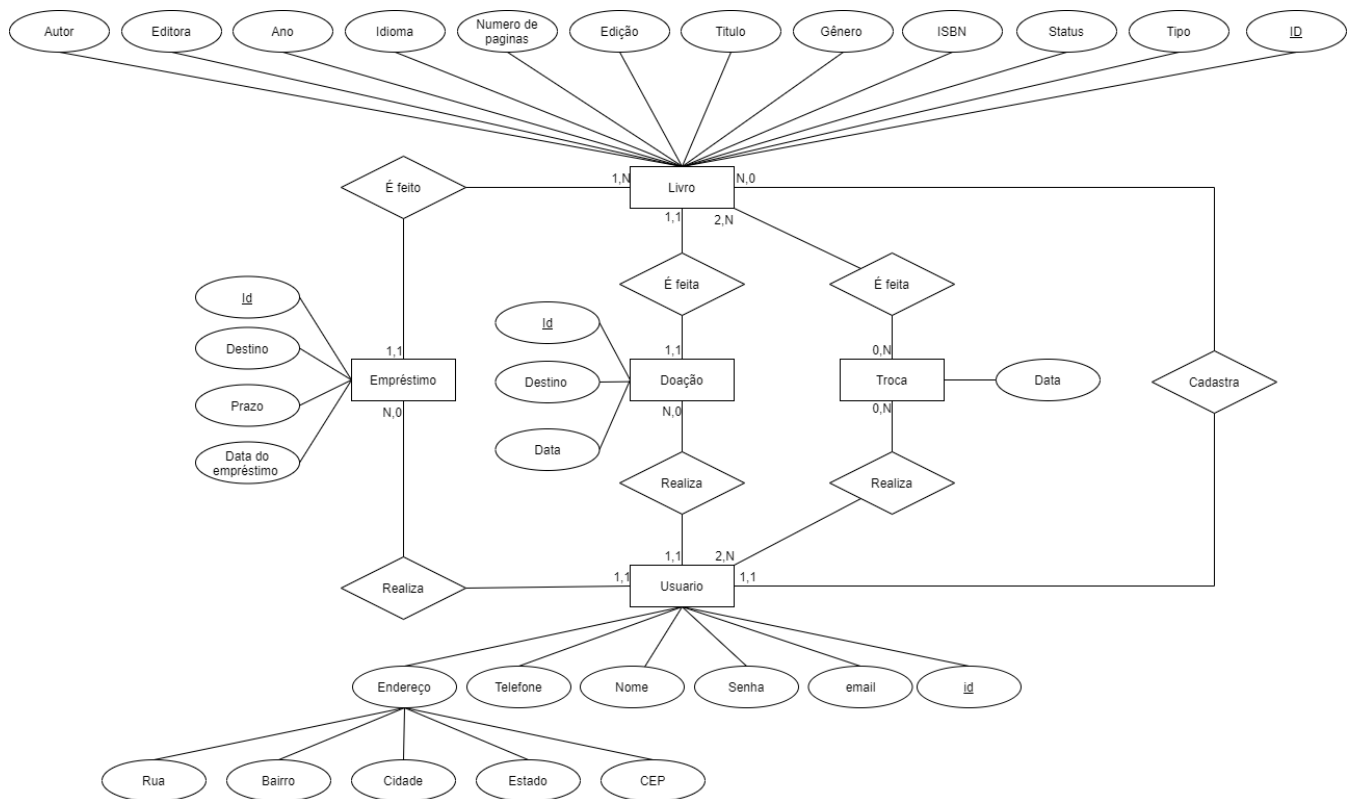 Autor
Editora
Ano
Idioma
Numero de
paginas
Edição
Titulo
Gênero
ISBN
Status
Tipo
ID
É feito
1,N
Livro
N,0
1,1
2,N
É feita
É feita
Id
Destino
Prazo
Data do
empréstimo
1,1
Empréstimo
N,0
Id
Destino
Data
1,1
Doação
N,0
0,N
Troca
0,N
Data
Cadastra
Realiza
Realiza
Realiza
1,1
1,1
2,N
Usuario
1,1
Endereço
Telefone
Nome
Senha
email
id
Rua
Bairro
Cidade
Estado
CEP